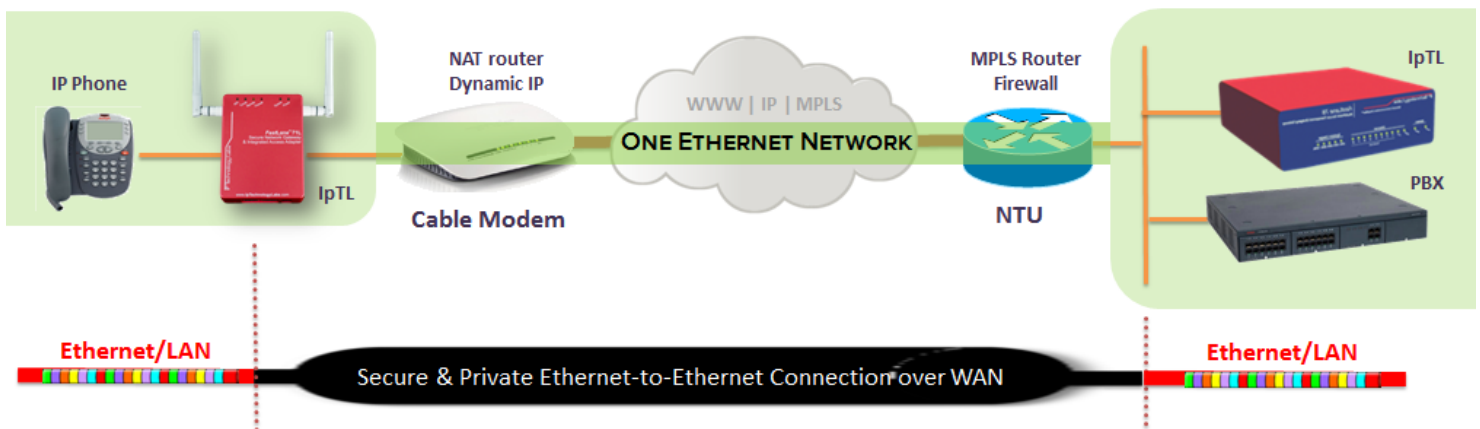 IP Phone
IpTL
NAT router
Dynamic IP
Cable Modem
WWW | IP | MPLS
ONE ETHERNET NETWORK
MPLS Router
Firewall
NTU
IpTL
PBX
Ethernet/LAN
Secure & Private Ethernet-to-Ethernet Connection over WAN
Ethernet/LAN